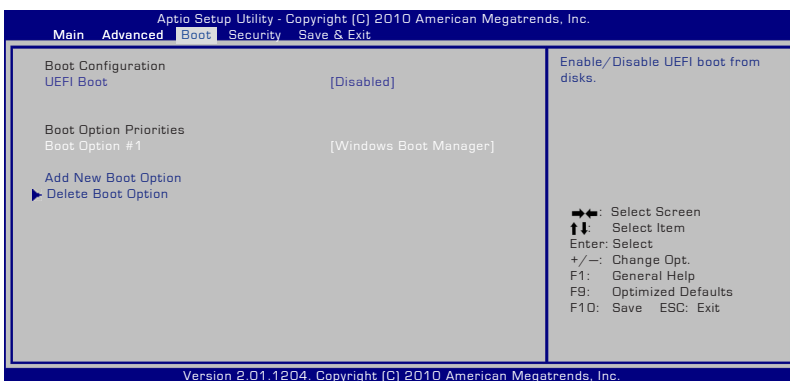 Aptio Setup Utility - Copyright (C) 2010 American Megatrends, Inc.
Main Advanced Boot Security Save & Exit
Boot Configuration
UEFI Boot [Disabled]
Boot Option Priorities
Boot Option #1 [Windows Boot Manager]
Add New Boot Option
Delete Boot Option
Enable/Disable UEFI boot from
disks.
→←: Select Screen
↑↓: Select Item
Enter: Select
+/—: Change Opt.
F1: General Help
F9: Optimized Defaults
F10: Save ESC: Exit
Version 2.01.1204. Copyright (C) 2010 American Megatrends, Inc.